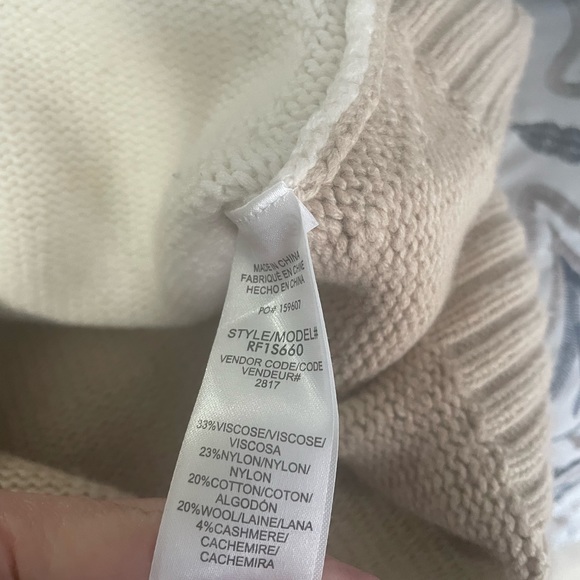 MADE IN CHINA
FABRIQUÉ EN CHINE
HECHO EN CHINA
PO# 159607
STYLE/MODEL#
RF1S660
VENDOR CODE/CODE
VENDEUR#
2817
33%VISCOSE/VISCOSE/
VISCOSA
23%NYLON/NYLON/
NYLON
20%COTTON/COTON/
ALGODÓN
20%WOOL/LAINE/LANA
4%CASHMERE/
CACHEMIRE/
CACHEMIRA